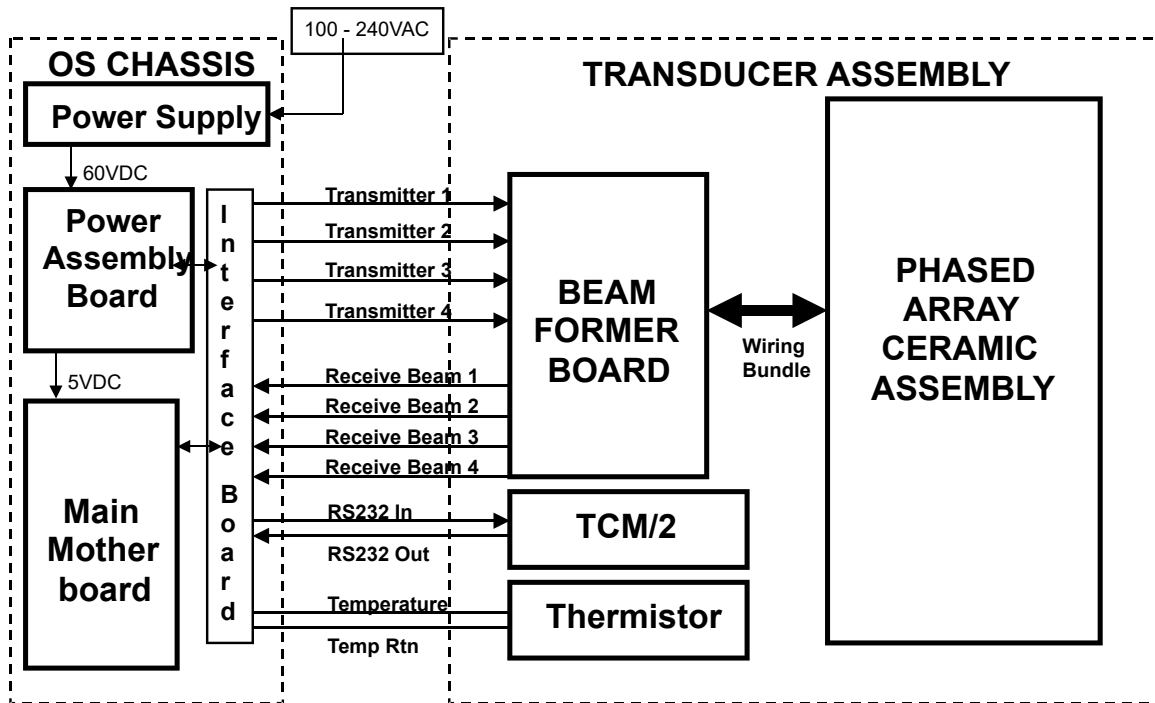 100 - 240VAC
OS CHASSIS
Power Supply
60VDC
Power
Assembly
Board
5VDC
Main
Mother
board
Interface Board
Transmitter 1
Transmitter 2
Transmitter 3
Transmitter 4
Receive Beam 1
Receive Beam 2
Receive Beam 3
Receive Beam 4
RS232 In
RS232 Out
Temperature
Temp Rtn
TRANSDUCER ASSEMBLY
BEAM
FORMER
BOARD
Wiring
Bundle
PHASED
ARRAY
CERAMIC
ASSEMBLY
TCM/2
Thermistor